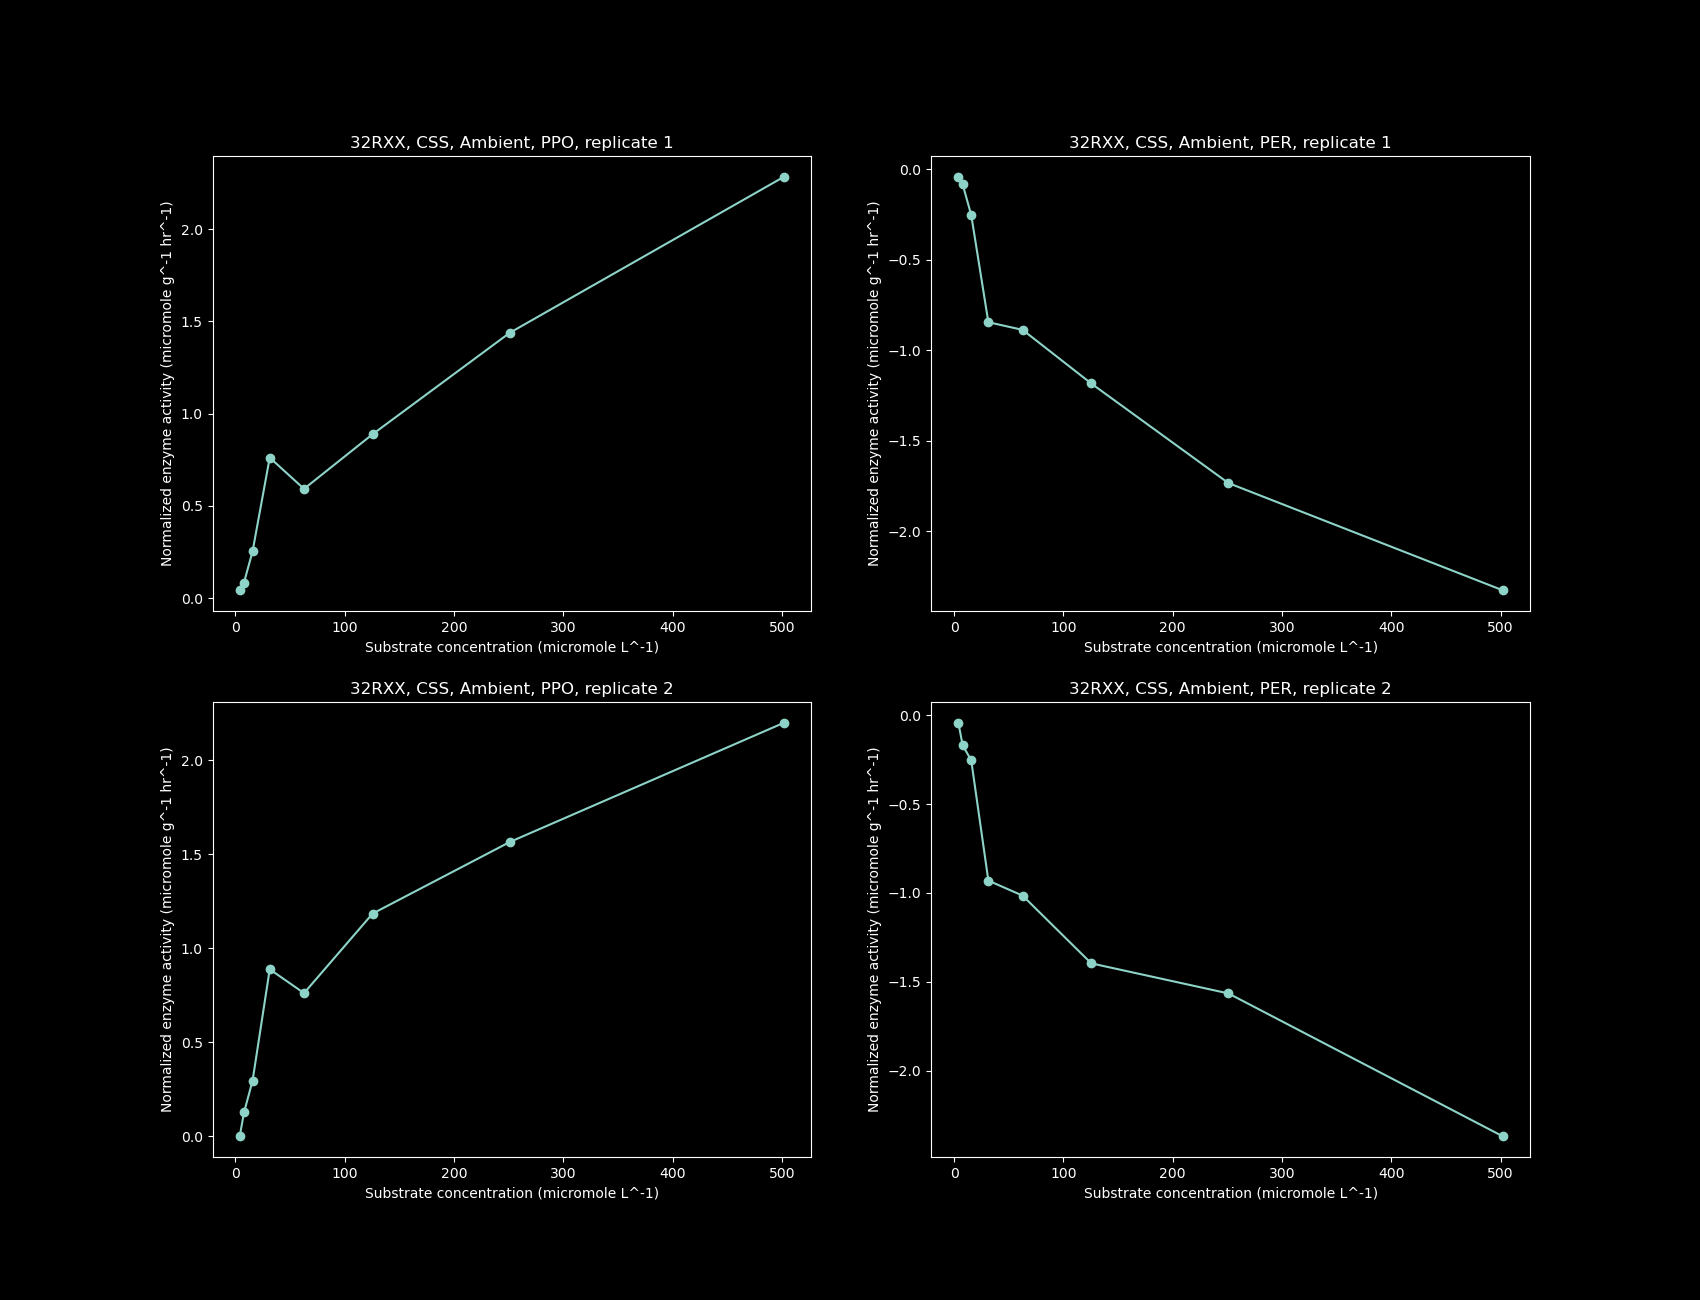 32RXX, CSS, Ambient, PPO, replicate 1
Normalized enzyme activity (micromole g^-1 hr^-1)
2.0
1.5
1.0
0.5
0.0
0 100 200 300 400 500
Substrate concentration (micromole L^-1)
32RXX, CSS, Ambient, PER, replicate 1
Normalized enzyme activity (micromole g^-1 hr^-1)
0.0
−0.5
−1.0
−1.5
−2.0
0 100 200 300 400 500
Substrate concentration (micromole L^-1)
32RXX, CSS, Ambient, PPO, replicate 2
Normalized enzyme activity (micromole g^-1 hr^-1)
2.0
1.5
1.0
0.5
0.0
0 100 200 300 400 500
Substrate concentration (micromole L^-1)
32RXX, CSS, Ambient, PER, replicate 2
Normalized enzyme activity (micromole g^-1 hr^-1)
0.0
−0.5
−1.0
−1.5
−2.0
0 100 200 300 400 500
Substrate concentration (micromole L^-1)